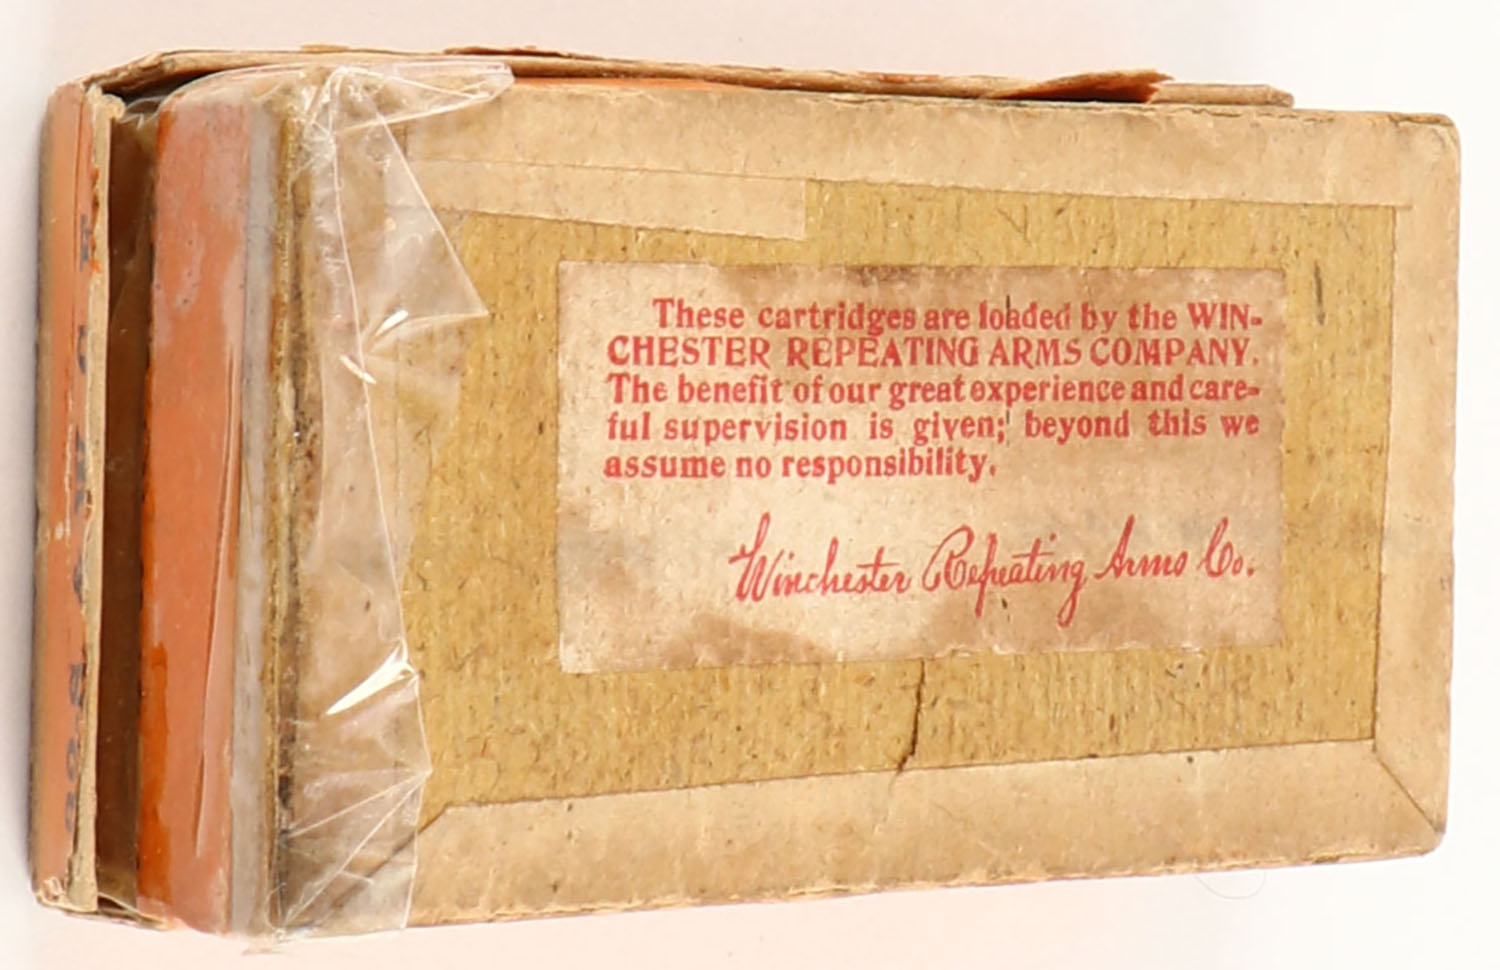 These cartridges are loaded by the WIN-
CHESTER REPEATING ARMS COMPANY.
The benefit of our great experience and care-
ful supervision is given; beyond this we
assume no responsibility.
Winchester Repeating Arms Co.